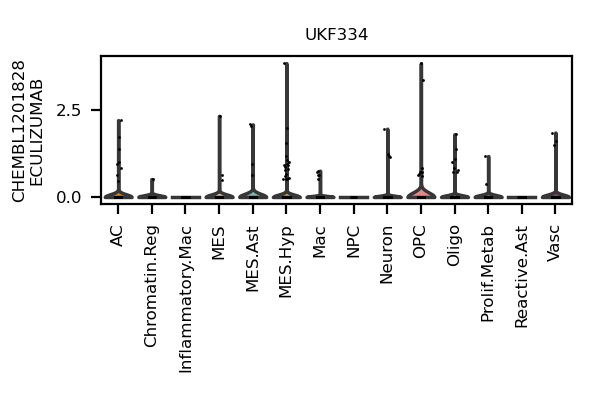 UKF334
CHEMBL1201828
ECULIZUMAB
2.5
0.0
AC
Chromatin.Reg
Inflammatory.Mac
MES
MES.Ast
MES.Hyp
Mac
NPC
Neuron
OPC
Oligo
Prolif.Metab
Reactive.Ast
Vasc